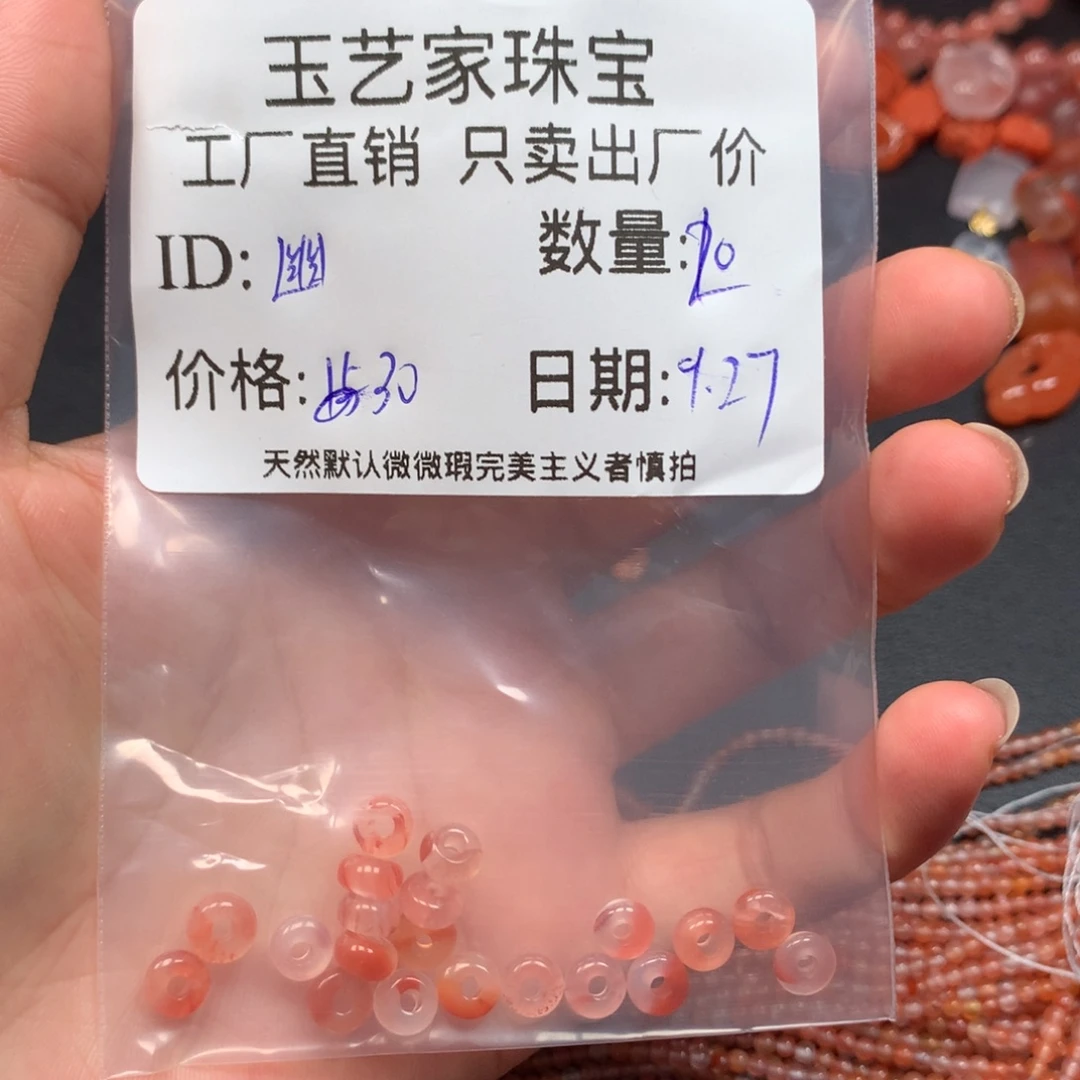 玉艺家珠宝
工厂直销 只卖出厂价
ID: 幽 数量:20
价格: 30 日期:9.27
天然默认微微瑕完美主义者慎拍